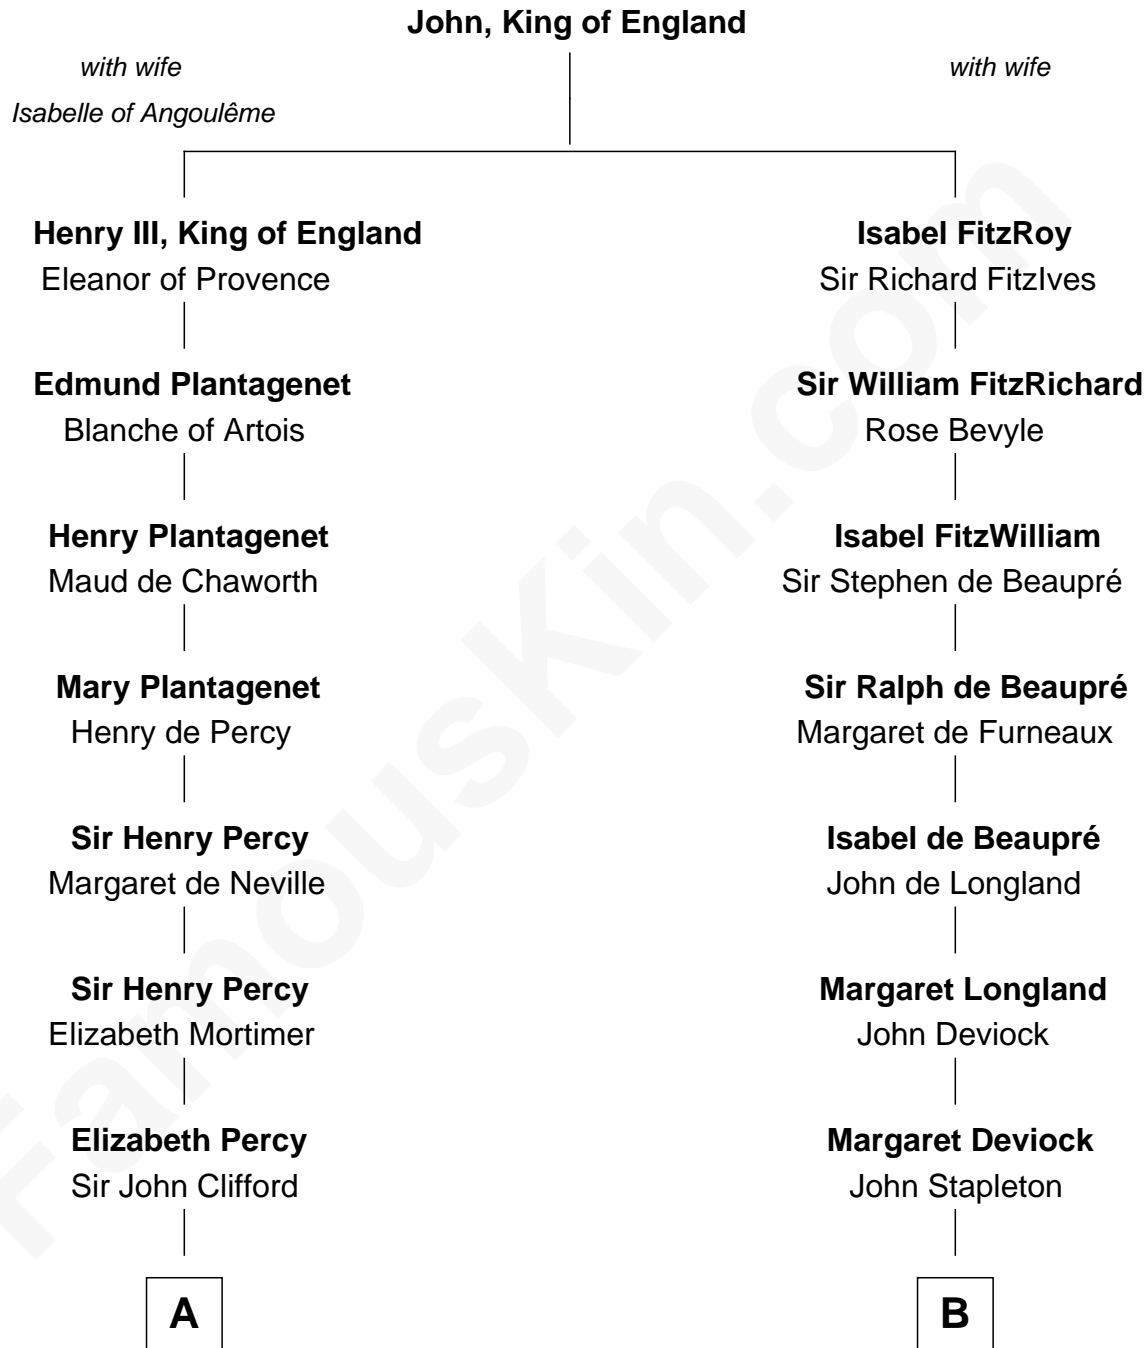 John, King of England
with wife
Isabelle of Angoulême
with wife
Henry III, King of England
Eleanor of Provence
Edmund Plantagenet
Blanche of Artois
Henry Plantagenet
Maud de Chaworth
Mary Plantagenet
Henry de Percy
Sir Henry Percy
Margaret de Neville
Sir Henry Percy
Elizabeth Mortimer
Elizabeth Percy
Sir John Clifford
A
Isabel FitzRoy
Sir Richard FitzIves
Sir William FitzRichard
Rose Bevyle
Isabel FitzWilliam
Sir Stephen de Beaupré
Sir Ralph de Beaupré
Margaret de Furneaux
Isabel de Beaupré
John de Longland
Margaret Longland
John Deviock
Margaret Deviock
John Stapleton
B
FamousKin.com